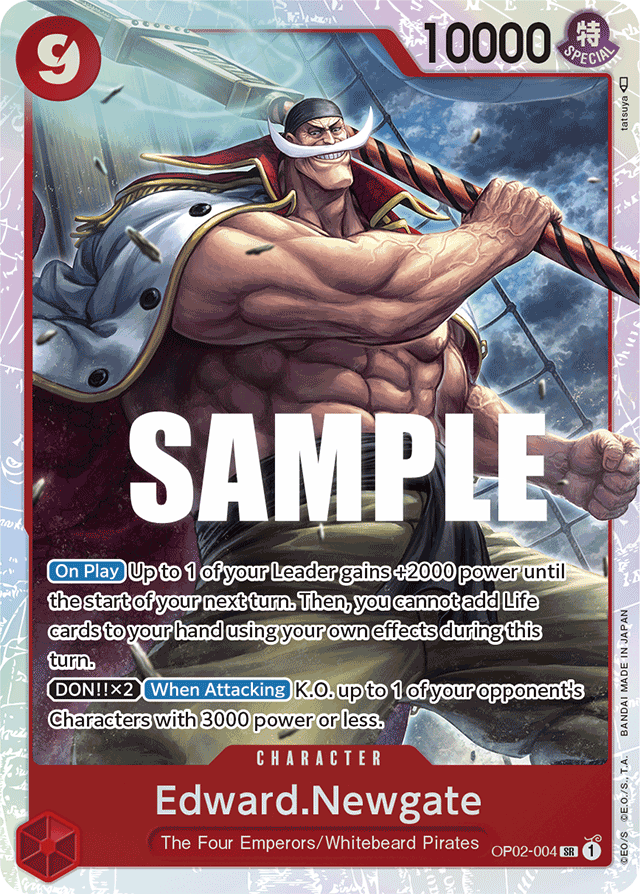 9
10000
特
SPECIAL
tatsuya
SAMPLE
On Play Up to 1 of your Leader gains +2000 power until
the start of your next turn. Then, you cannot add Life
cards to your hand using your own effects during this
turn.
DON!!×2 When Attacking K.O. up to 1 of your opponent's
Characters with 3000 power or less.
CHARACTER
Edward.Newgate
The Four Emperors/Whitebeard Pirates
OP02-004 SR 1
©E/S ©E.O./S., T.A. BANDAI MADE IN JAPAN